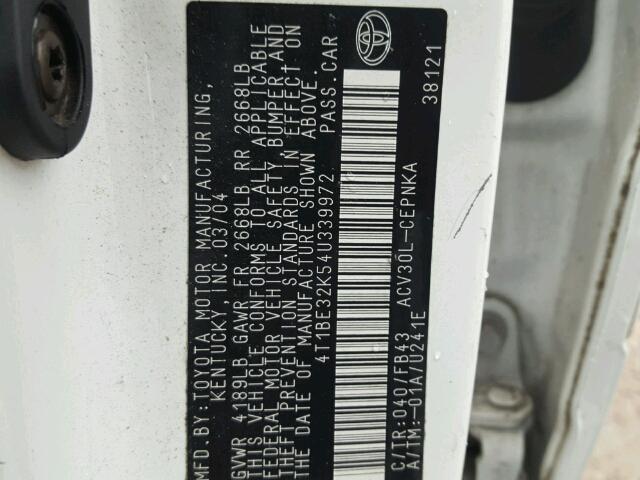 MFD.BY:TOYOTA MOTOR MANUFACTURING,
KENTUCKY, INC.03/04
GVWR 4189LB GAWR FR 2668LB RR 2668LB
THIS VEHICLE CONFORMS TO ALL APPLICABLE
FEDERAL MOTOR VEHICLE SAFETY, BUMPER AND
THEFT PREVENTION STANDARDS IN EFFECT ON
THE DATE OF MANUFACTURE SHOWN ABOVE.
4T1BE32K54U339972 PASS.CAR
C/TR:040/FB43 ACV30L-CEPNKA 38121
A/TM:-01A/U241E